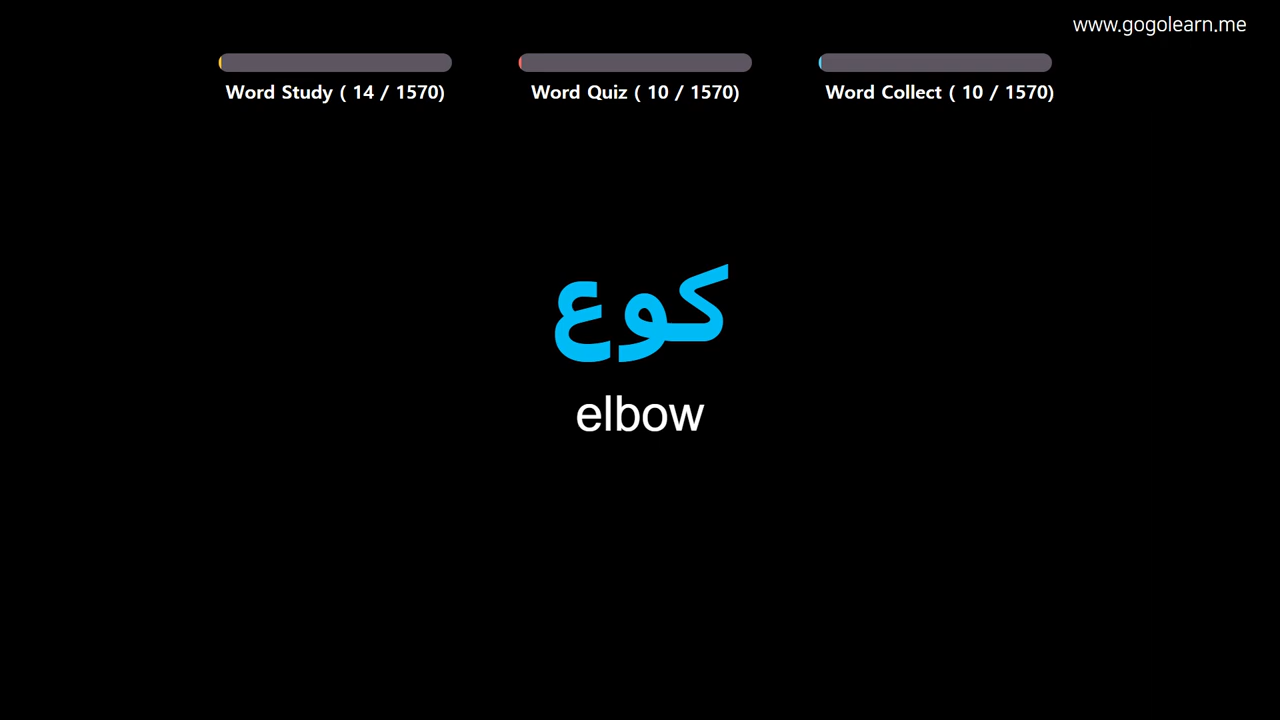 www.gogolearn.me
Word Study ( 14 / 1570)
Word Quiz ( 10 / 1570)
Word Collect ( 10 / 1570)
كوع
elbow